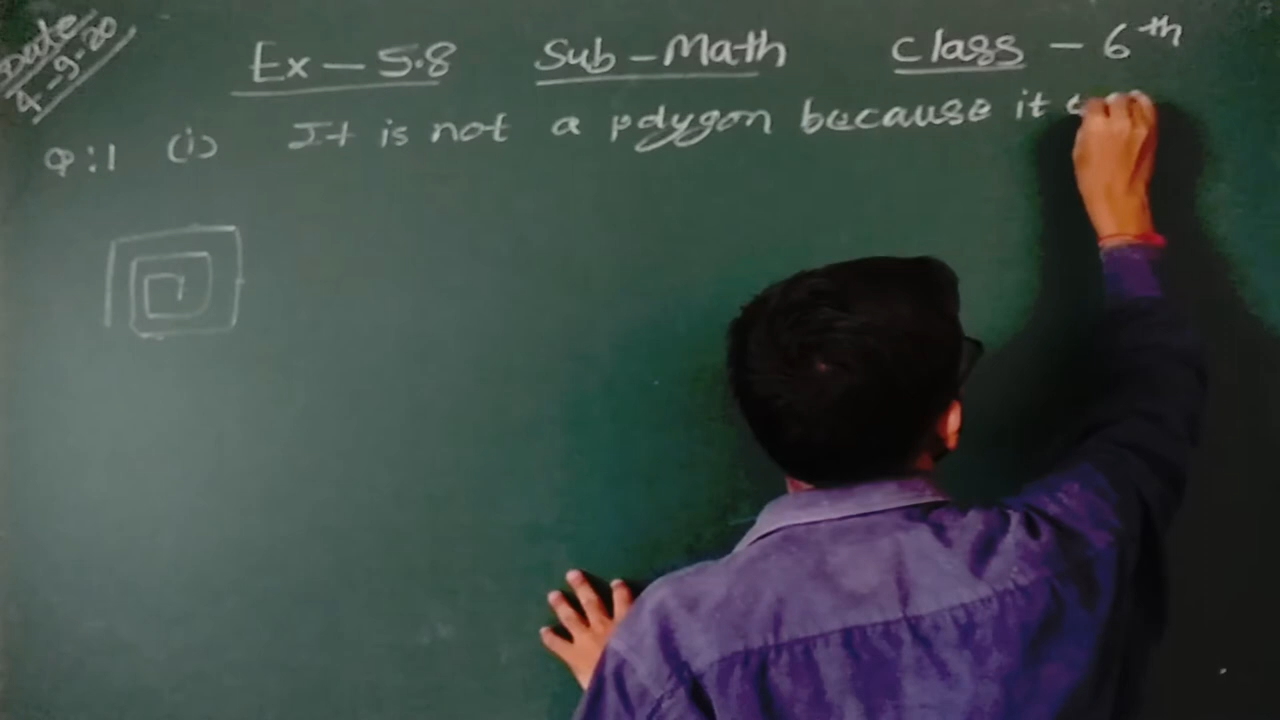 Date
4-9-20
Ex-5.8 Sub-Math Class-6th
Q:1 (i) It is not a polygon because it